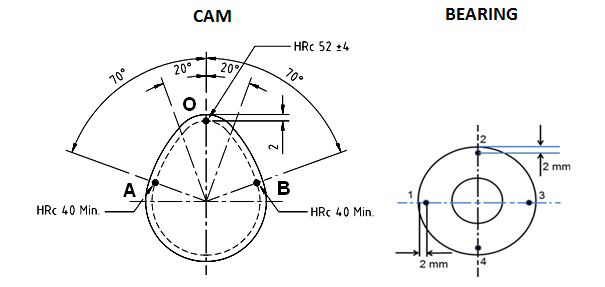 CAM
BEARING
HRc 52 ±4
70°
20°
20°
70°
O
2
A
B
HRc 40 Min.
HRc 40 Min.
2
2 mm
1
3
4
2 mm